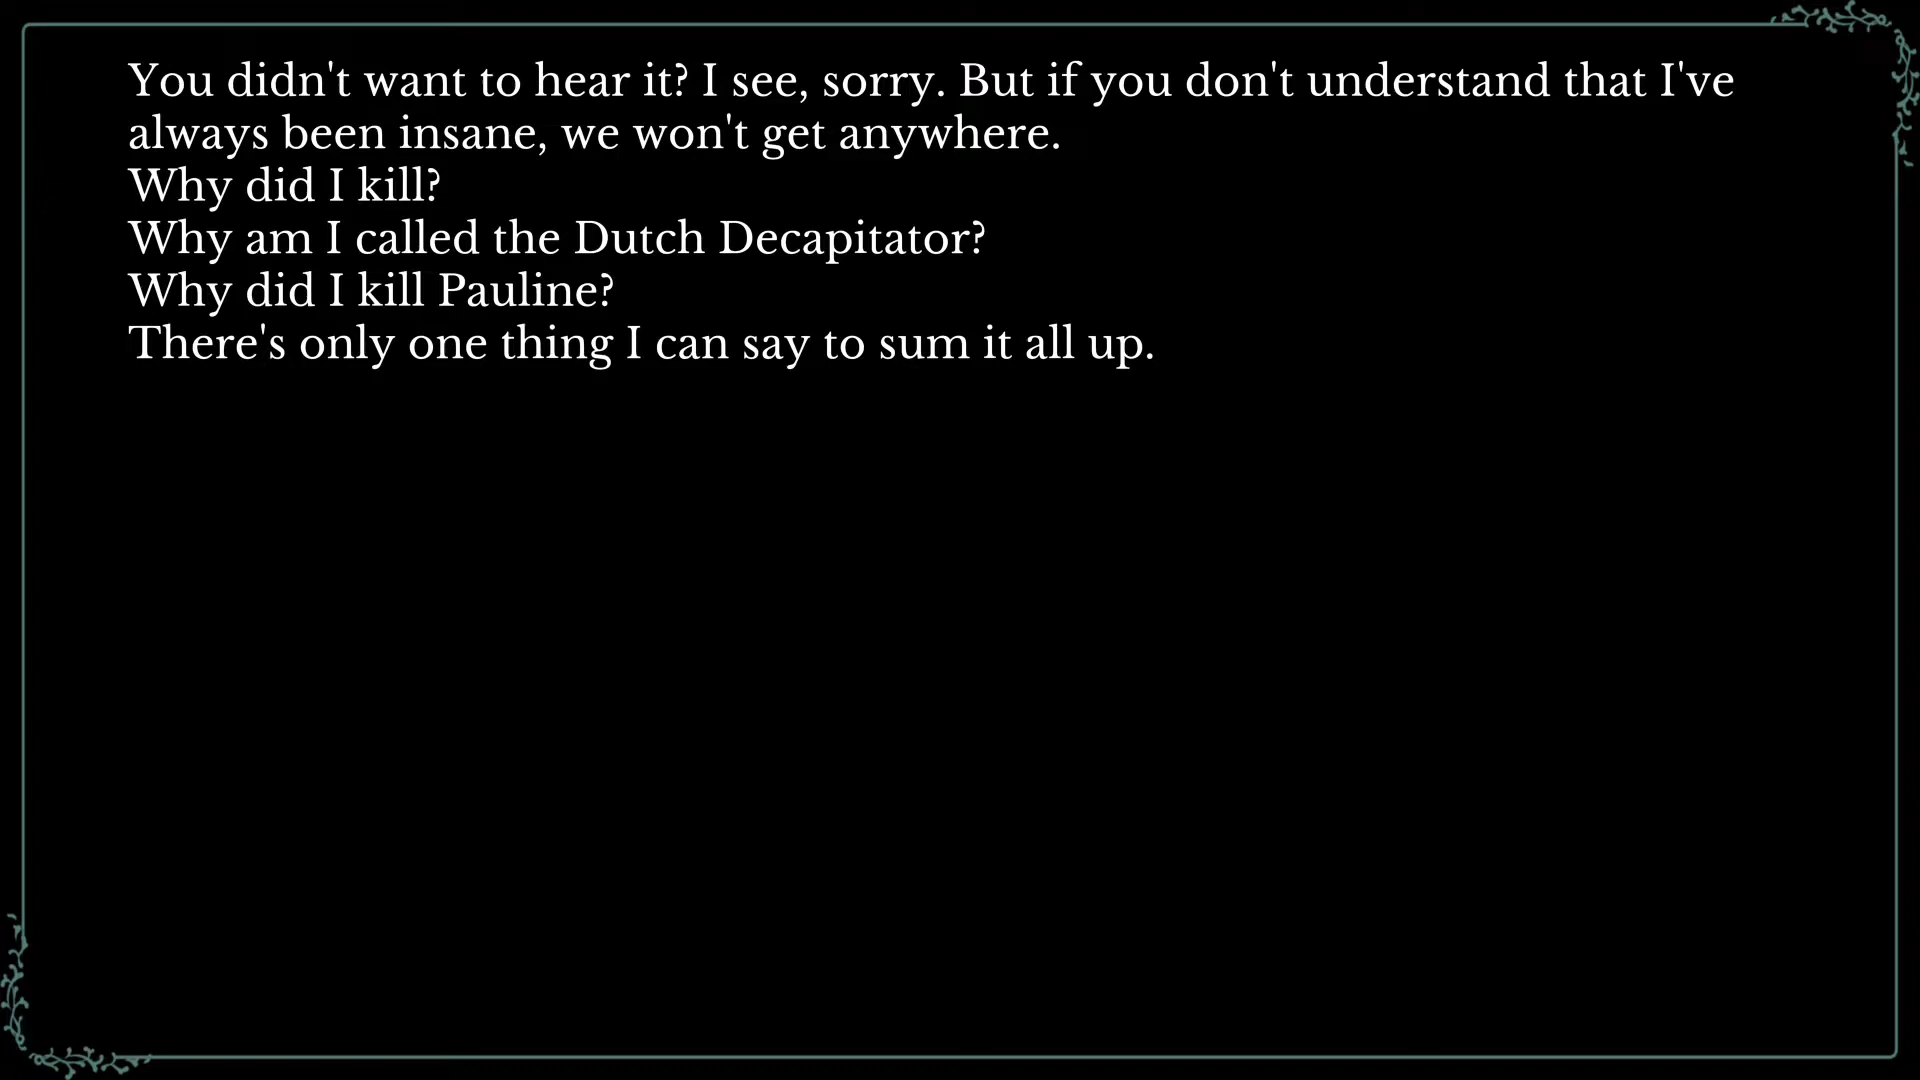 You didn't want to hear it? I see, sorry. But if you don't understand that I've
always been insane, we won't get anywhere.
Why did I kill?
Why am I called the Dutch Decapitator?
Why did I kill Pauline?
There's only one thing I can say to sum it all up.